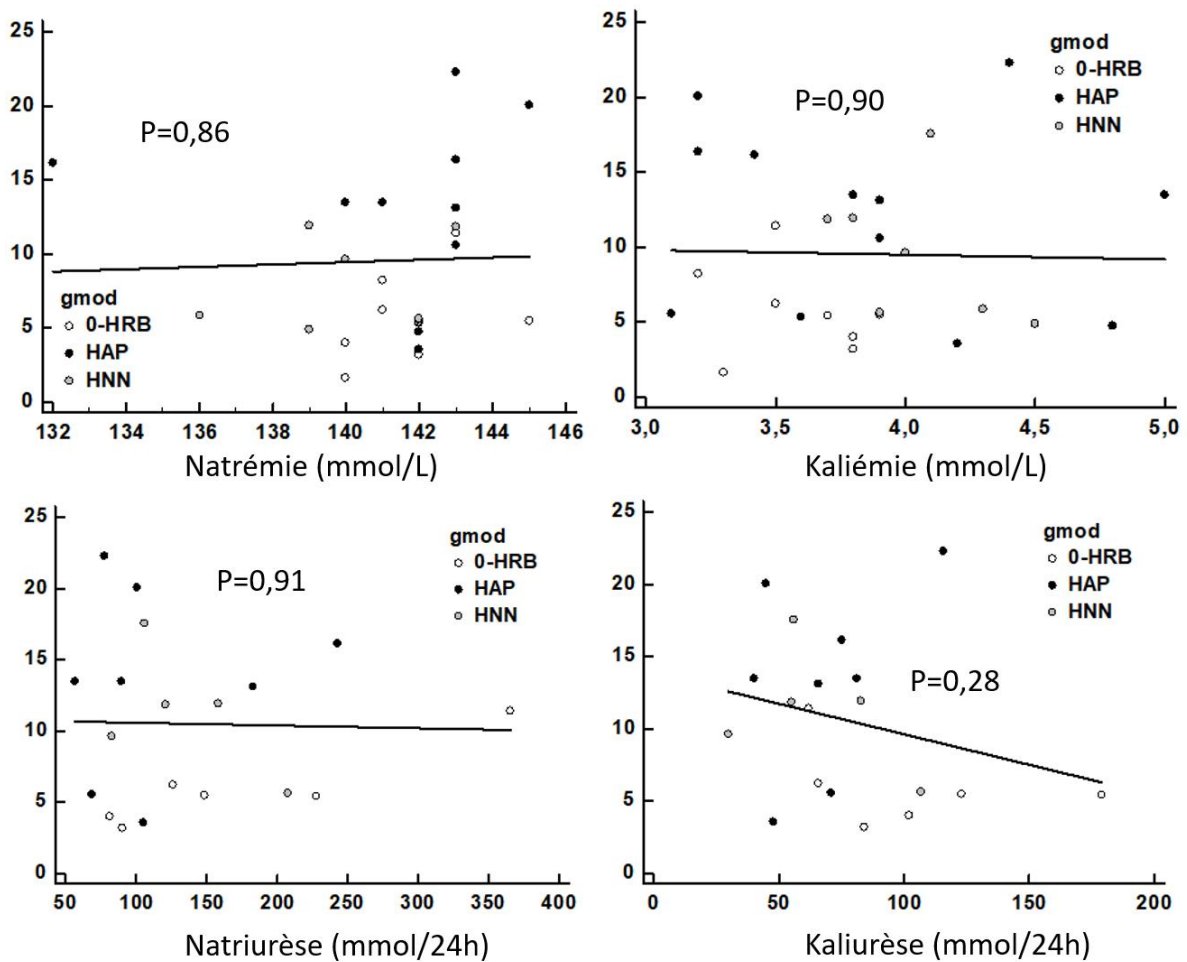 25
20
15
10
5
0
P=0,86
gmod
0-HRB
HAP
HNN
132 134 136 138 140 142 144 146
Natrémie (mmol/L)
25
20
15
10
5
0
gmod
0-HRB
HAP
HNN
P=0,90
3,0 3,5 4,0 4,5 5,0
Kaliémie (mmol/L)
25
20
15
10
5
0
gmod
0-HRB
HAP
HNN
P=0,91
50 100 150 200 250 300 350 400
Natriurèse (mmol/24h)
25
20
15
10
5
0
gmod
0-HRB
HAP
HNN
P=0,28
0 50 100 150 200
Kaliurèse (mmol/24h)